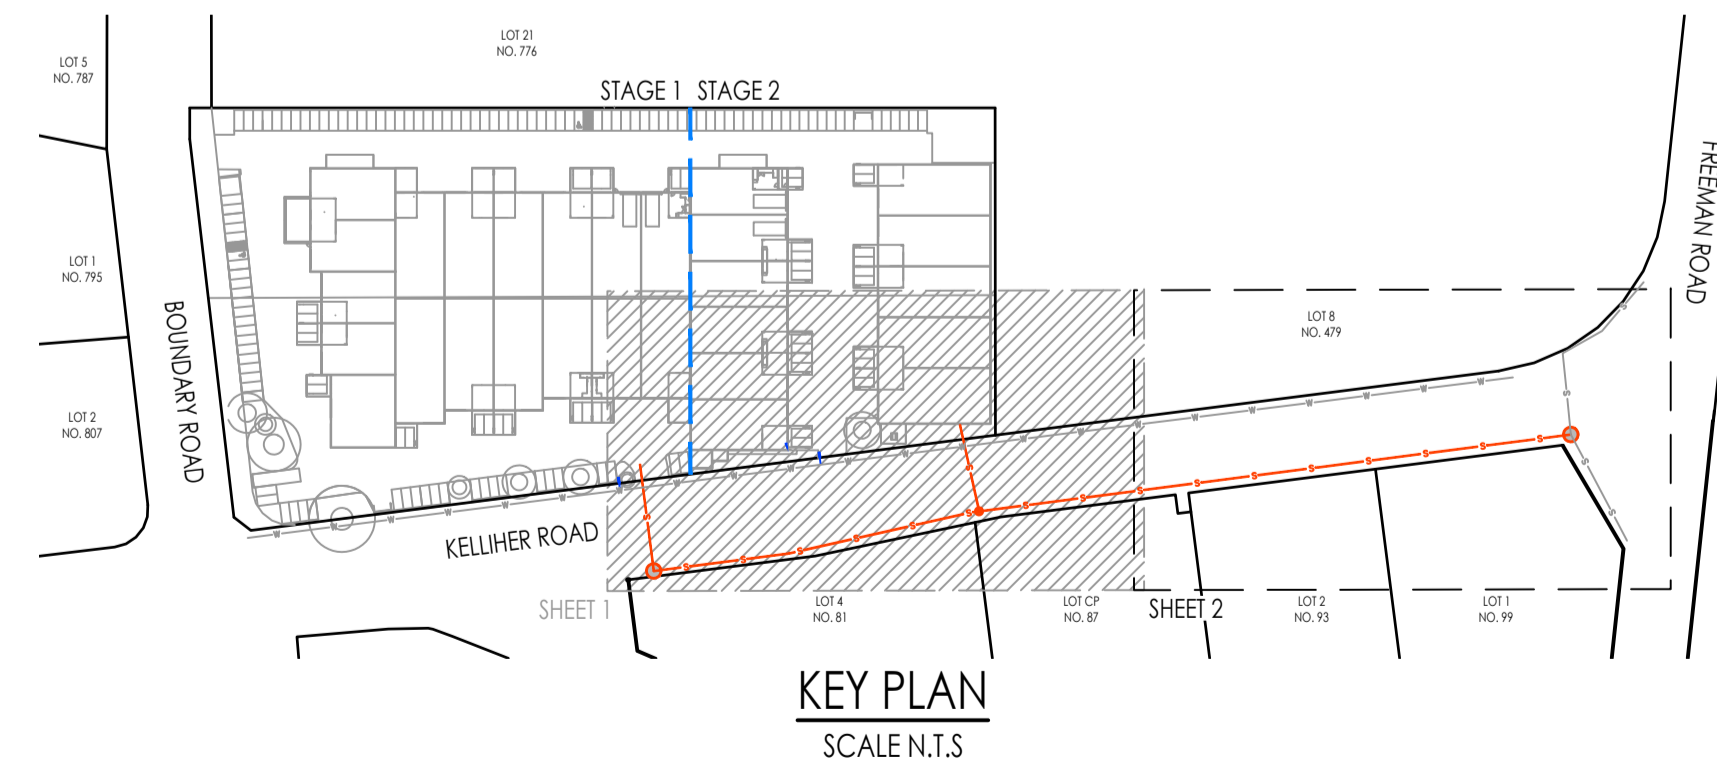 LOT 21
NO. 776
LOT 5
NO. 787
STAGE 1 STAGE 2
FREEMAN ROAD
LOT 1
NO. 795
BOUNDARY ROAD
LOT 8
NO. 479
LOT 2
NO. 807
KELLIHER ROAD
SHEET 1
LOT 4
NO. 81
LOT CP
NO. 87
SHEET 2
LOT 2
NO. 93
LOT 1
NO. 99
KEY PLAN
SCALE N.T.S